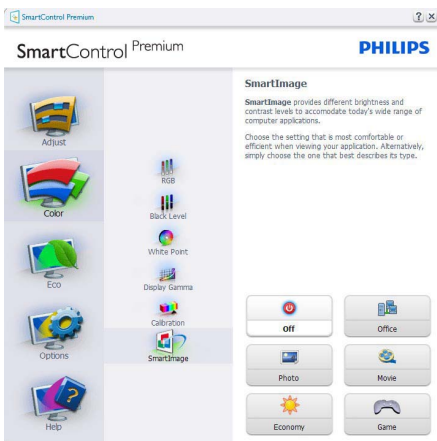 SmartControl Premium
SmartControl Premium
PHILIPS
Adjust
Color
Eco
Options
Help
RGB
Black Level
White Point
Display Gamma
Calibration
SmartImage
SmartImage
SmartImage provides different brightness and
contrast levels to accomodate today's wide range of
computer applications.
Choose the setting that is most comfortable or
efficient when viewing your application. Alternatively,
simply choose the one that best describes its type.
Off
Office
Photo
Movie
Economy
Game